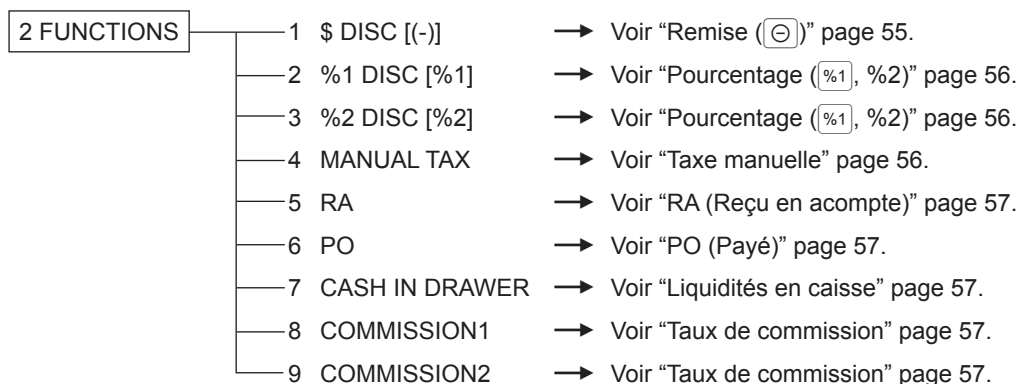 2 FUNCTIONS 1 $ DISC [(-)] Voir “Remise (⊖)” page 55.
2 %1 DISC [%1] Voir “Pourcentage (%1, %2)” page 56.
3 %2 DISC [%2] Voir “Pourcentage (%1, %2)” page 56.
4 MANUAL TAX Voir “Taxe manuelle” page 56.
5 RA Voir “RA (Reçu en acompte)” page 57.
6 PO Voir “PO (Payé)” page 57.
7 CASH IN DRAWER Voir “Liquidités en caisse” page 57.
8 COMMISSION1 Voir “Taux de commission” page 57.
9 COMMISSION2 Voir “Taux de commission” page 57.